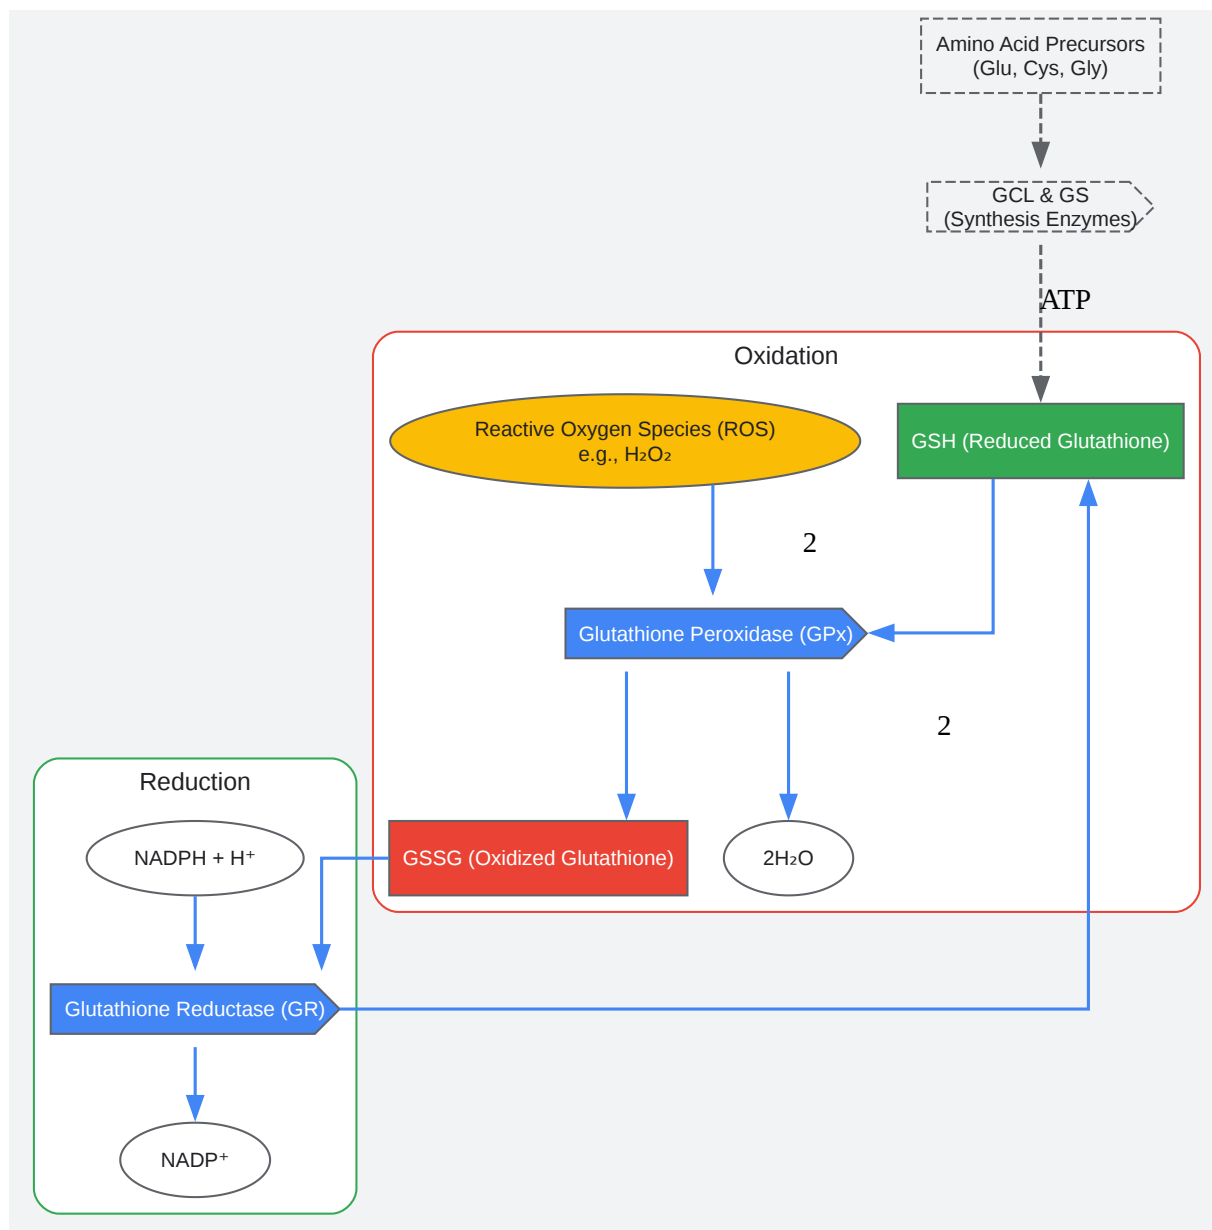 Amino Acid Precursors
(Glu, Cys, Gly)
GCL & GS
(Synthesis Enzymes)
ATP
Oxidation
Reactive Oxygen Species (ROS)
e.g., H₂O₂
GSH (Reduced Glutathione)
2
Glutathione Peroxidase (GPx)
2
Reduction
NADPH + H⁺
GSSG (Oxidized Glutathione)
2H₂O
Glutathione Reductase (GR)
NADP⁺